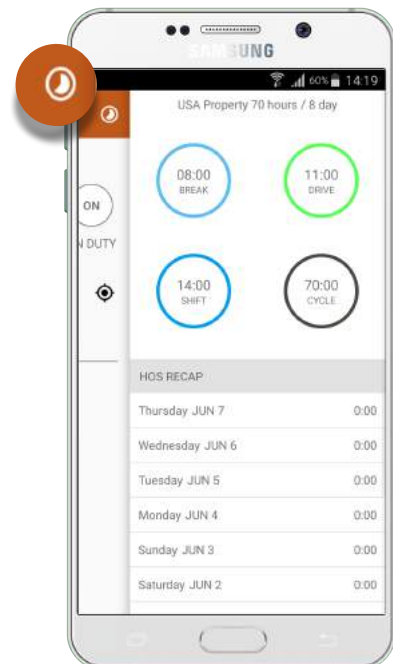 SAMSUNG
60% 14:19
USA Property 70 hours / 8 day
08:00
BREAK
11:00
DRIVE
ON
N DUTY
14:00
SHIFT
70:00
CYCLE
HOS RECAP
Thursday JUN 7 0:00
Wednesday JUN 6 0:00
Tuesday JUN 5 0:00
Monday JUN 4 0:00
Sunday JUN 3 0:00
Saturday JUN 2 0:00